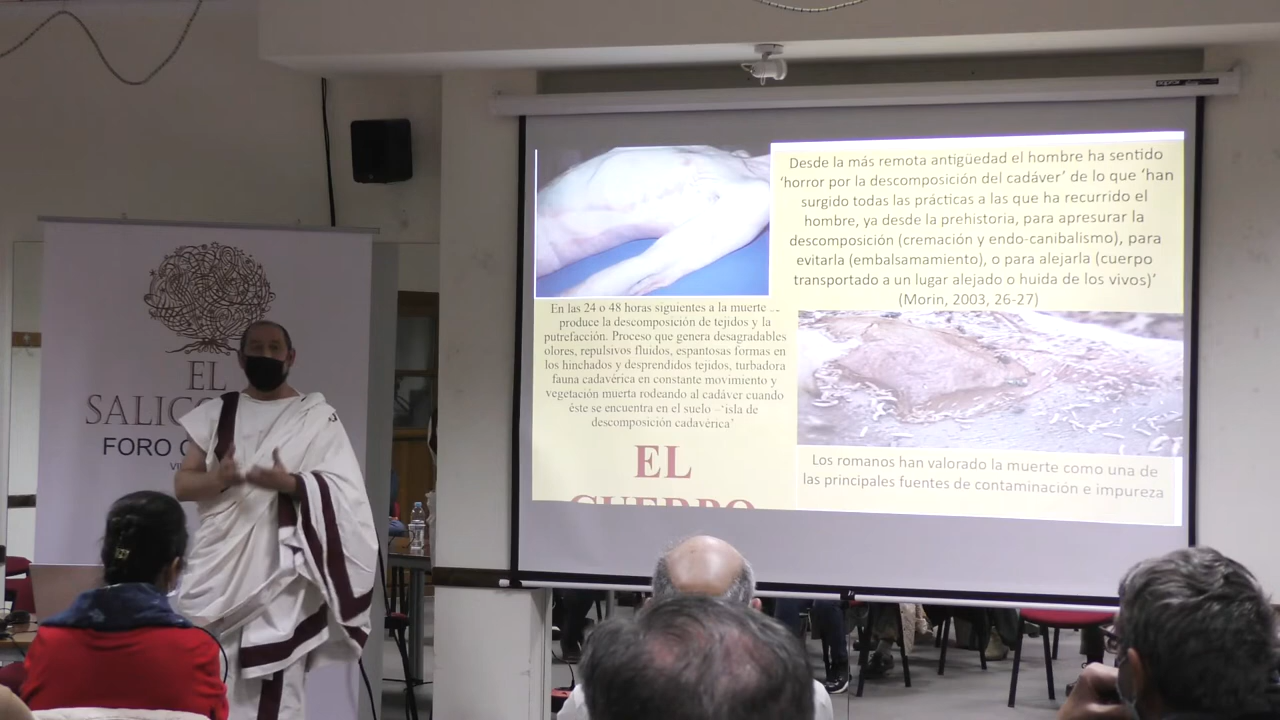 EL
FORO
Desde la más remota antigüedad el hombre ha sentido
'horror por la descomposición del cadáver' de lo que 'han
surgido todas las prácticas a las que ha recurrido el
hombre, ya desde la prehistoria, para apresurar la
descomposición (cremación y endo-canibalismo), para
evitarla (embalsamamiento), o para alejarla (cuerpo
transportado a un lugar alejado o huida de los vivos)'
(Morin, 2003, 26-27)
En las 24 o 48 horas siguientes a la muerte se
produce la descomposición de tejidos y la
putrefacción. Proceso que genera desagradables
olores, repulsivos fluidos, espantosas formas en
los hinchados y desprendidos tejidos, turbadora
fauna cadavérica en constante movimiento y
vegetación muerta rodeando al cadáver cuando
éste se encuentra en el suelo –'isla de
descomposición cadavérica'
EL
CUERPO
Los romanos han valorado la muerte como una de
las principales fuentes de contaminación e impureza